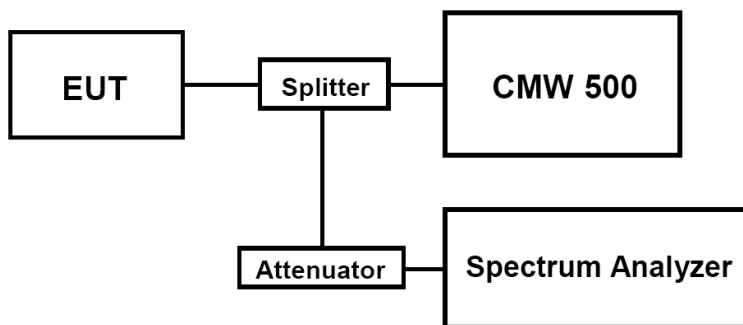 EUT
Splitter
CMW 500
Attenuator
Spectrum Analyzer